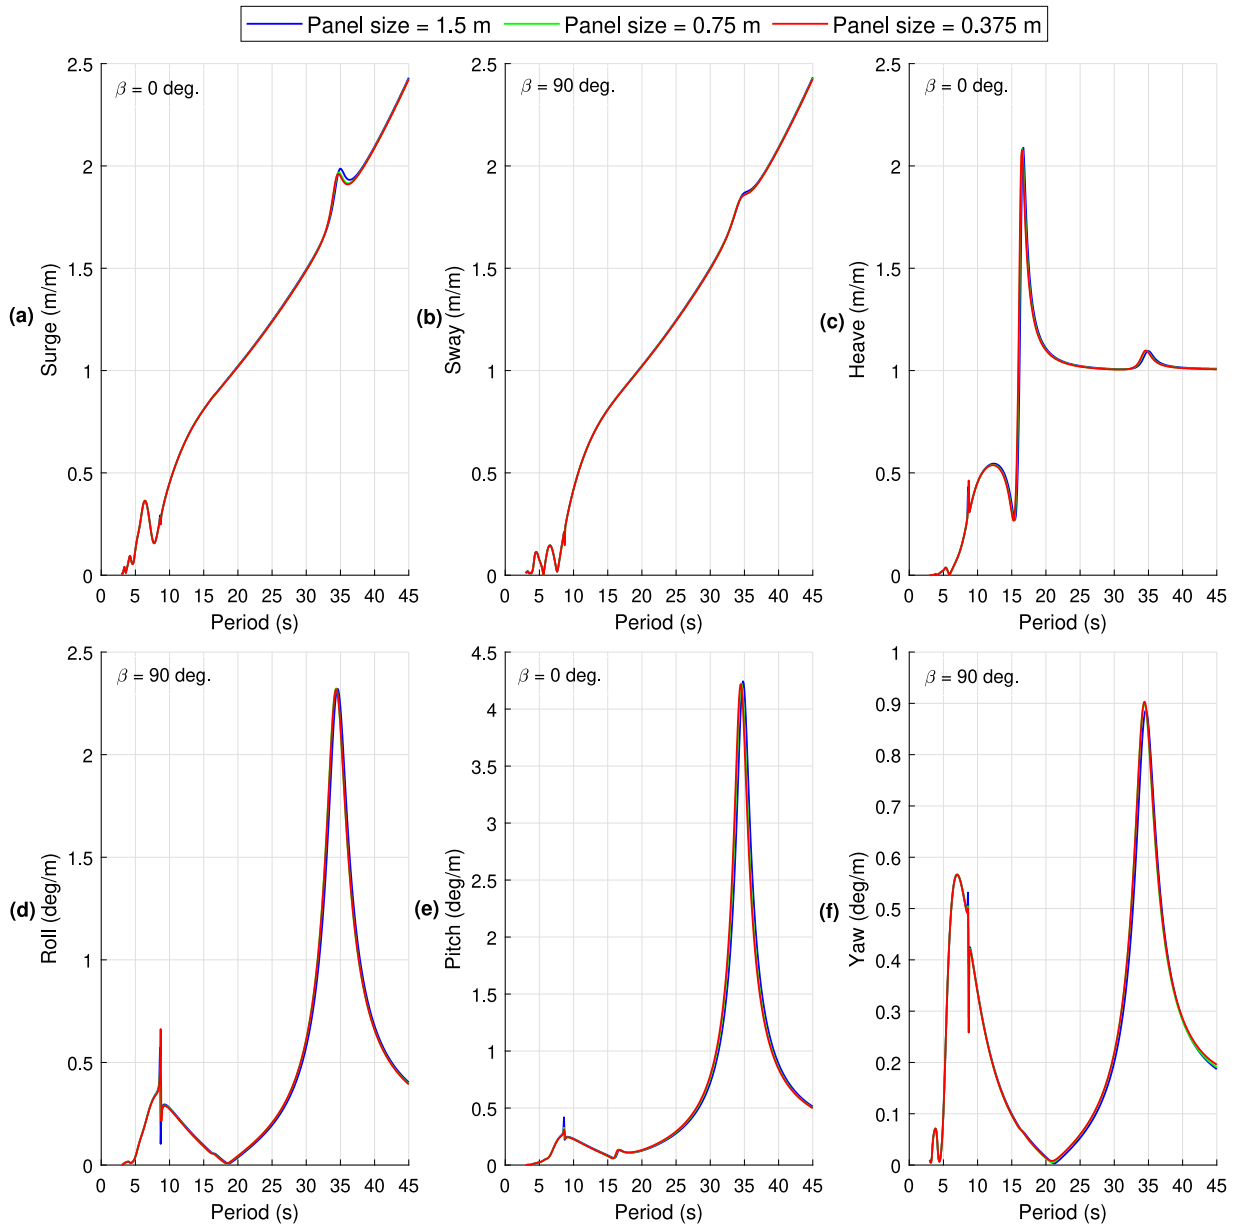 Panel size = 1.5 m Panel size = 0.75 m Panel size = 0.375 m
β = 0 deg.
2.5
2
1.5
1
0.5
0
Surge (m/m)
(a)
0 5 10 15 20 25 30 35 40 45
Period (s)
β = 90 deg.
2.5
2
1.5
1
0.5
0
Sway (m/m)
(b)
0 5 10 15 20 25 30 35 40 45
Period (s)
β = 0 deg.
2.5
2
1.5
1
0.5
0
Heave (m/m)
(c)
0 5 10 15 20 25 30 35 40 45
Period (s)
β = 90 deg.
2.5
2
1.5
1
0.5
0
Roll (deg/m)
(d)
0 5 10 15 20 25 30 35 40 45
Period (s)
β = 0 deg.
4.5
4
3.5
3
2.5
2
1.5
1
0.5
0
Pitch (deg/m)
(e)
0 5 10 15 20 25 30 35 40 45
Period (s)
β = 90 deg.
1
0.9
0.8
0.7
0.6
0.5
0.4
0.3
0.2
0.1
0
Yaw (deg/m)
(f)
0 5 10 15 20 25 30 35 40 45
Period (s)